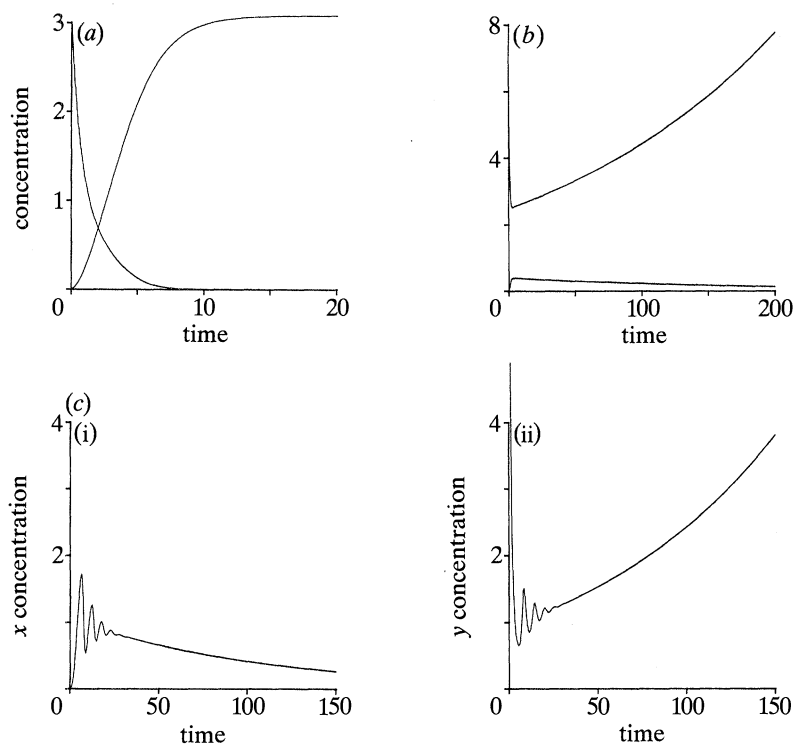 (a)
3
2
1
0
10
20
concentration
time
(b)
8
4
0
100
200
time
(c)
(i)
4
2
0
50
100
150
x concentration
time
(ii)
4
2
0
50
100
150
y concentration
time